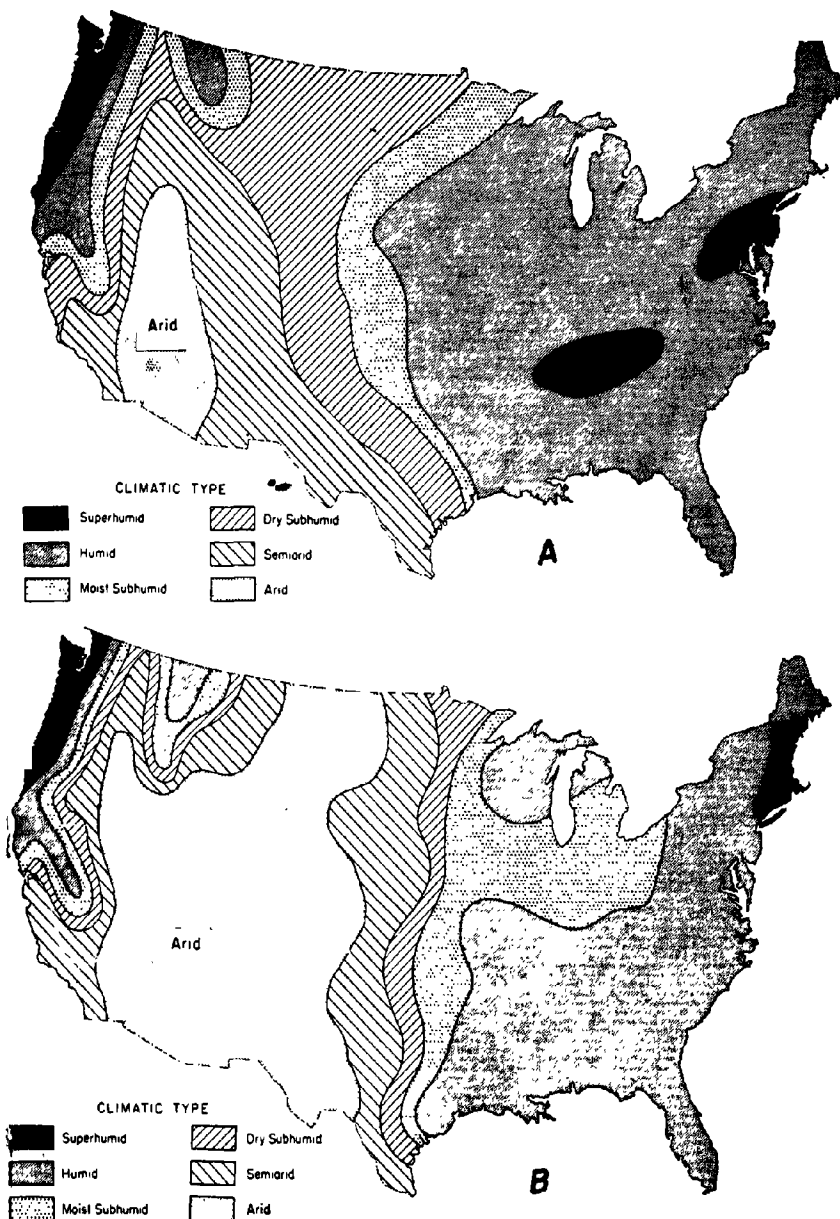 Arid
CLIMATIC TYPE
Superhumid
Dry Subhumid
Humid
Semiarid
Moist Subhumid
Arid
A
Arid
CLIMATIC TYPE
Superhumid
Dry Subhumid
Humid
Semiarid
Moist Subhumid
Arid
B